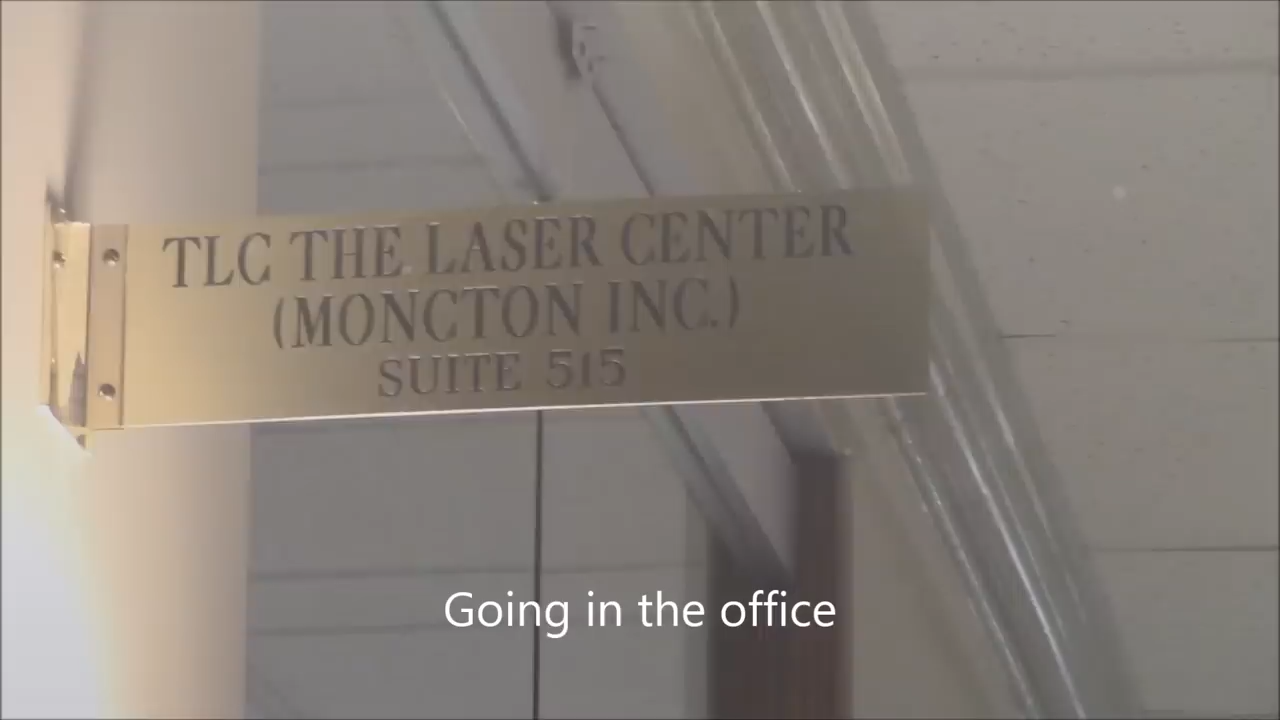 TLC THE LASER CENTER
(MONCTON INC.)
SUITE 515
Going in the office